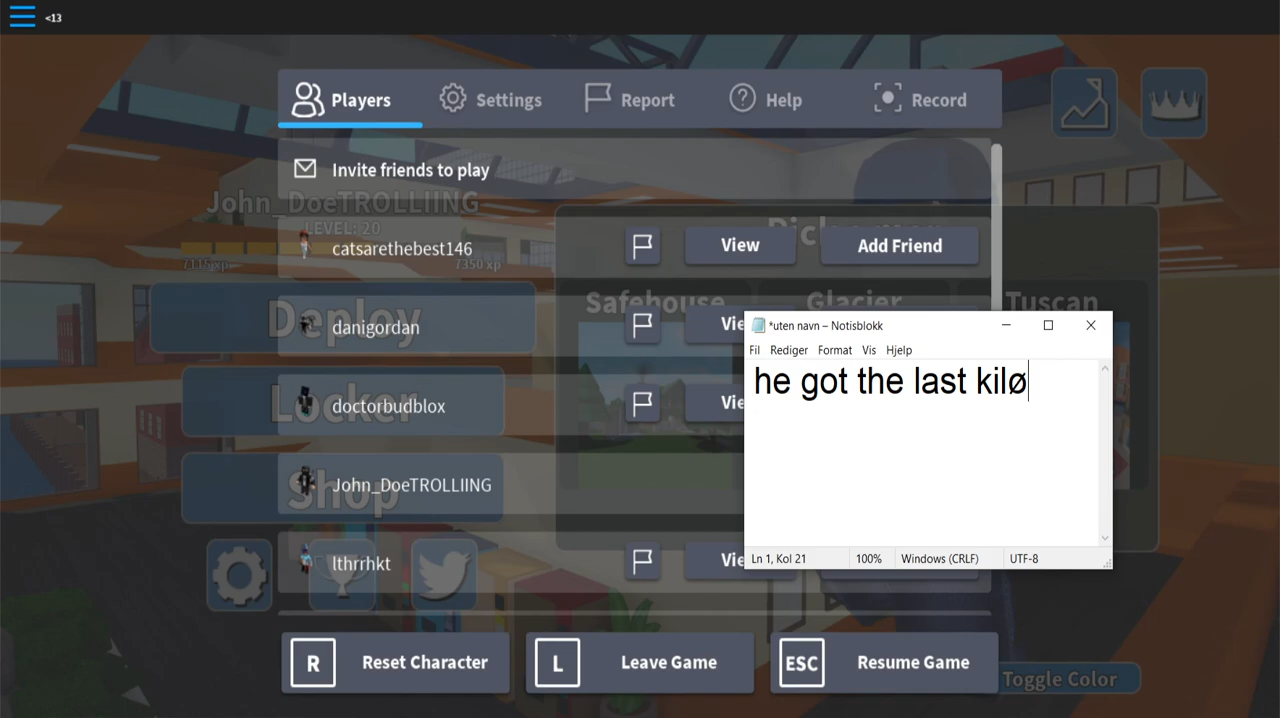 <13
Players
Settings
Report
Help
Record
Invite friends to play
John_DoeTROLLIING
LEVEL: 20
7350 xp
catsarethebest146
View
Add Friend
Safehouse
Glacier
Tuscan
Deploy
danigordan
Vie
Locker
doctorbudblox
Vie
Shop
John_DoeTROLLIING
lthrrhkt
Vie
*uten navn – Notisblokk
Fil Rediger Format Vis Hjelp
he got the last kilø
Ln 1, Kol 21
100%
Windows (CRLF)
UTF-8
R Reset Character
L Leave Game
ESC Resume Game
Toggle Color